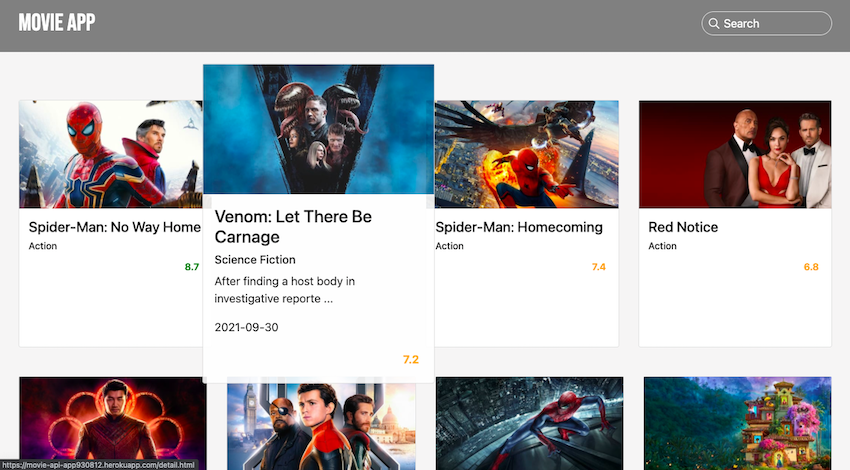 MOVIE APP
Search
Spider-Man: No Way Home
Action
8.7
Venom: Let There Be
Carnage
Science Fiction
After finding a host body in
investigative reporte ...
2021-09-30
7.2
Spider-Man: Homecoming
Action
7.4
Red Notice
Action
6.8
https://movie-api-app930812.herokuapp.com/detail.html